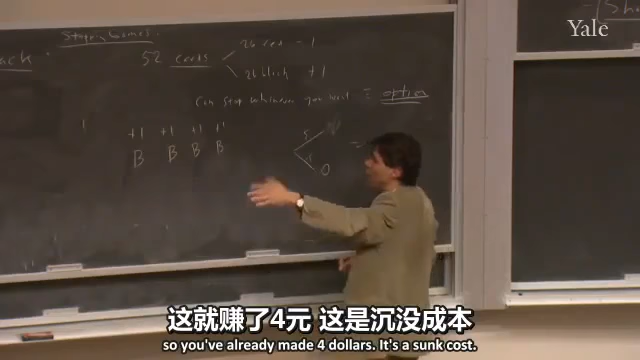 Yale
52 cards
26 red -1
26 black +1
Can stop whenever you want = option
+1 +1 +1 +1
B B B B
5
0
这就赚了4元 这是沉没成本
so you've already made 4 dollars. It's a sunk cost.